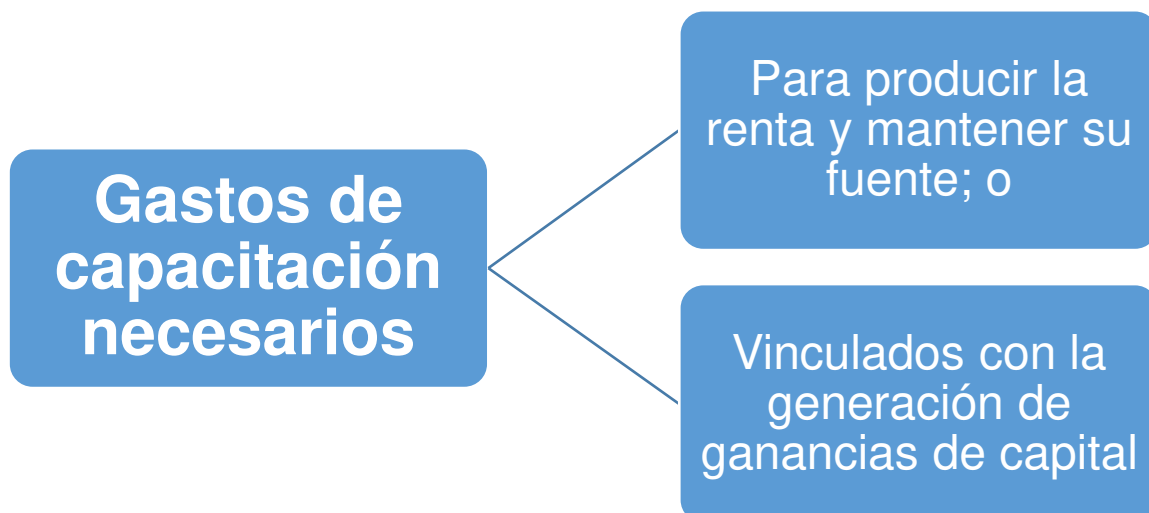 Gastos de
capacitación
necesarios
Para producir la
renta y mantener su
fuente; o
Vinculados con la
generación de
ganancias de capital